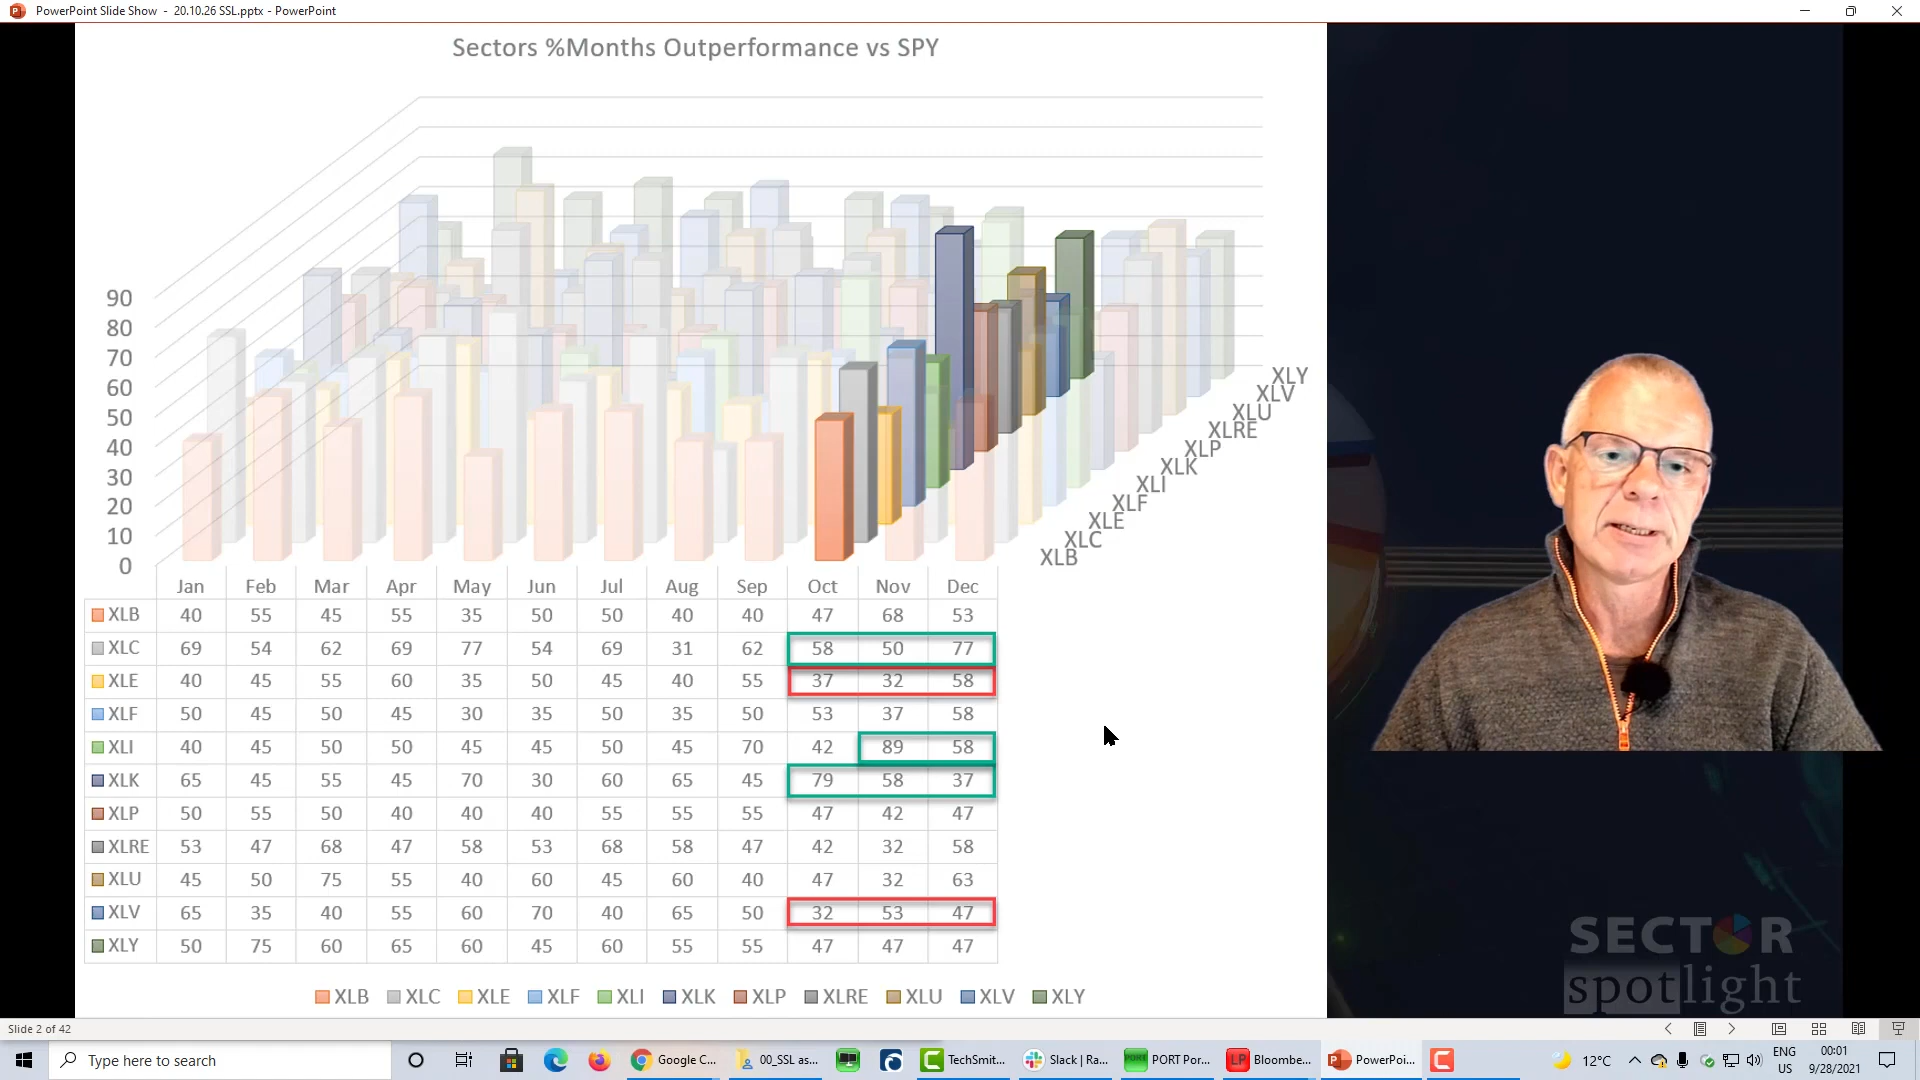 PowerPoint Slide Show - 20.10.26 SSL.pptx - PowerPoint
Sectors %Months Outperformance vs SPY
90
80
70
60
50
40
30
20
10
0
XLY
XLV
XLU
XLRE
XLP
XLK
XLI
XLF
XLE
XLC
XLB
Jan Feb Mar Apr May Jun Jul Aug Sep Oct Nov Dec
XLB 40 55 45 55 35 50 50 40 40 47 68 53
XLC 69 54 62 69 77 54 69 31 62 58 50 77
XLE 40 45 55 60 35 50 45 40 55 37 32 58
XLF 50 45 50 45 30 35 50 35 50 53 37 58
XLI 40 45 50 50 45 45 50 45 70 42 89 58
XLK 65 45 55 45 70 30 60 65 45 79 58 37
XLP 50 55 50 40 40 40 55 55 55 47 42 47
XLRE 53 47 68 47 58 53 68 58 47 42 32 58
XLU 45 50 75 55 40 60 45 60 40 47 32 63
XLV 65 35 40 55 60 70 40 65 50 32 53 47
XLY 50 75 60 65 60 45 60 55 55 47 47 47
XLB XLC XLE XLF XLI XLK XLP XLRE XLU XLV XLY
SECTOR
spotlight
Slide 2 of 42
Type here to search
Google C...
00_SSL as...
TechSmit...
Slack | Ra...
PORT Por...
Bloombe...
PowerPoi...
12°C
ENG
US
00:01
9/28/2021